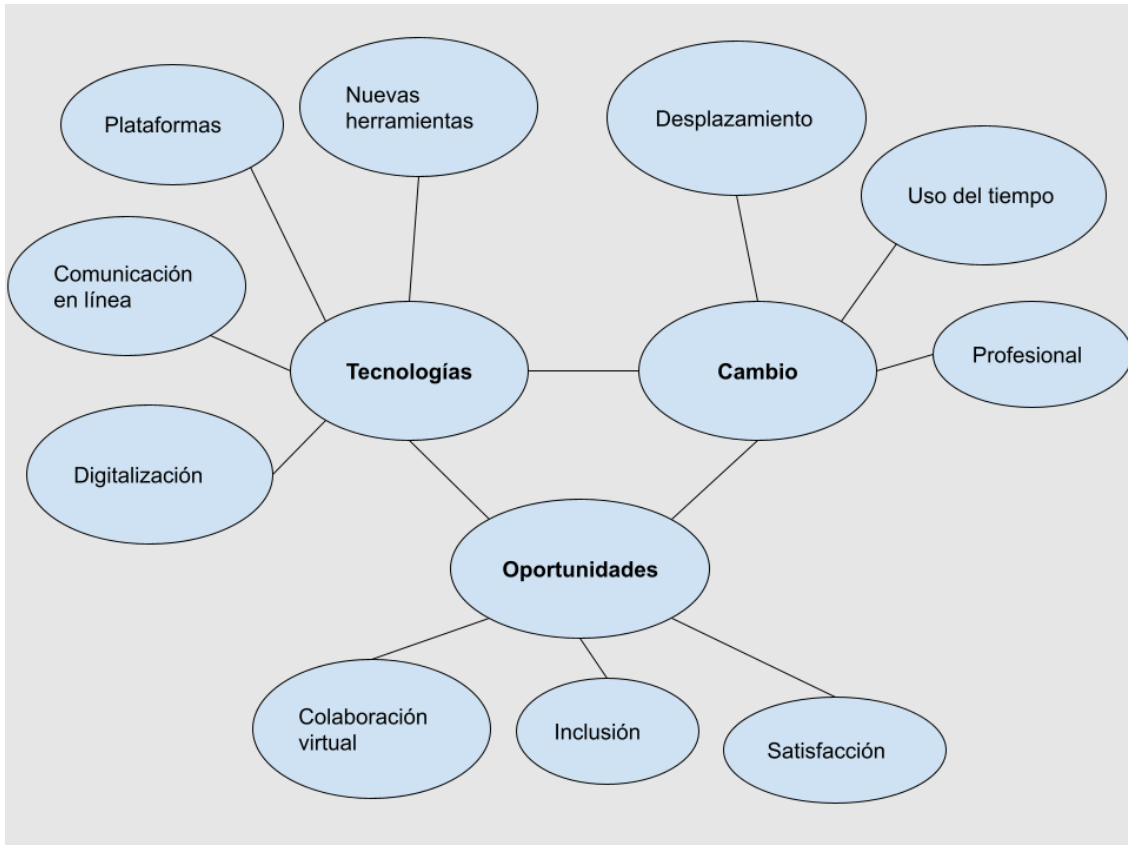 Plataformas
Nuevas
herramientas
Desplazamiento
Uso del tiempo
Comunicación
en línea
Tecnologías
Cambio
Profesional
Digitalización
Oportunidades
Colaboración
virtual
Inclusión
Satisfacción